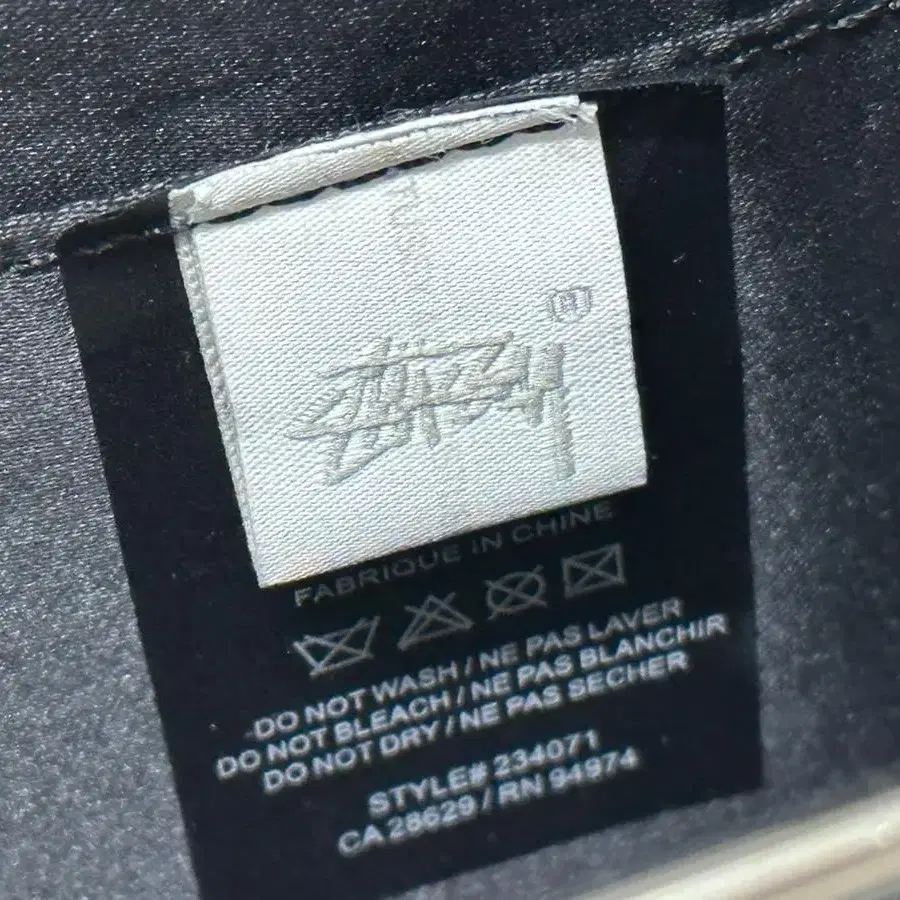 R
Stüssy
FABRIQUE EN CHINE
DO NOT WASH / NE PAS LAVER
DO NOT BLEACH / NE PAS BLANCHIR
DO NOT DRY / NE PAS SECHER
STYLE# 234071
CA 28629 / RN 94974